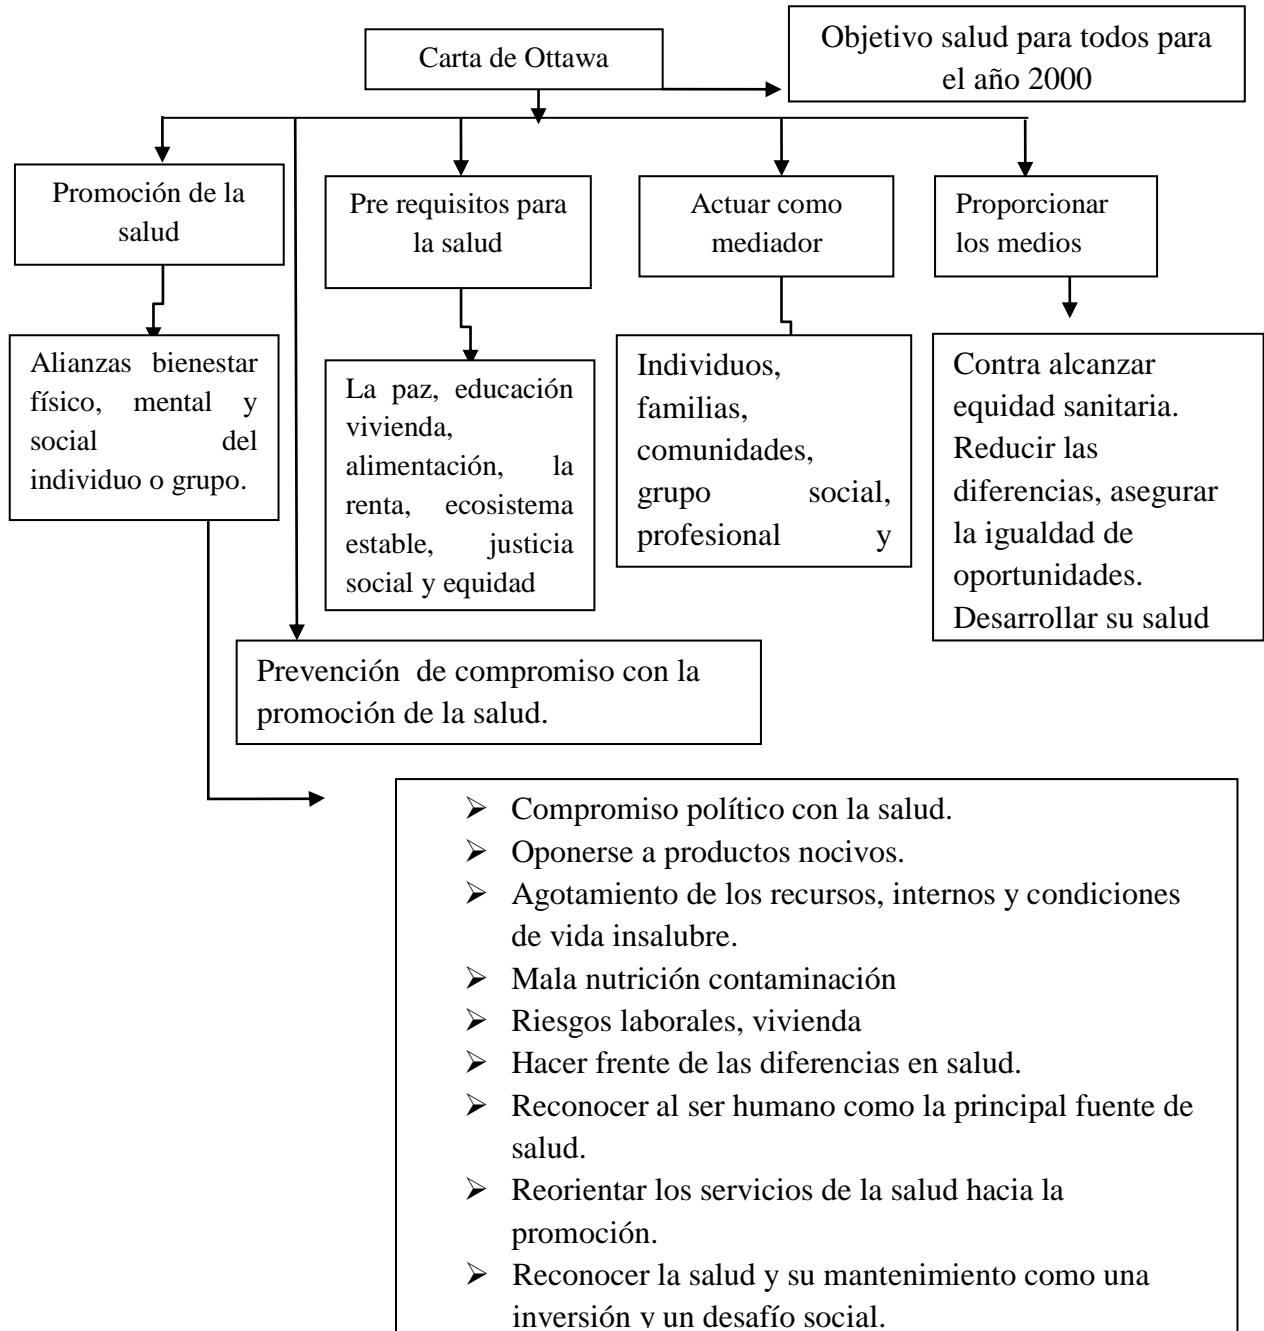 Carta de Ottawa
Objetivo salud para todos para
el año 2000
Promoción de la
salud
Pre requisitos para
la salud
Actuar como
mediador
Proporcionar
los medios
Alianzas bienestar
físico, mental y
social del
individuo o grupo.
La paz, educación
vivienda,
alimentación, la
renta, ecosistema
estable, justicia
social y equidad
Individuos,
familias,
comunidades,
grupo social,
profesional y
Contra alcanzar
equidad sanitaria.
Reducir las
diferencias, asegurar
la igualdad de
oportunidades.
Desarrollar su salud
Prevención de compromiso con la
promoción de la salud.
➢ Compromiso político con la salud.
➢ Oponerse a productos nocivos.
➢ Agotamiento de los recursos, internos y condiciones
de vida insalubre.
➢ Mala nutrición contaminación
➢ Riesgos laborales, vivienda
➢ Hacer frente de las diferencias en salud.
➢ Reconocer al ser humano como la principal fuente de
salud.
➢ Reorientar los servicios de la salud hacia la
promoción.
➢ Reconocer la salud y su mantenimiento como una
inversión y un desafío social.